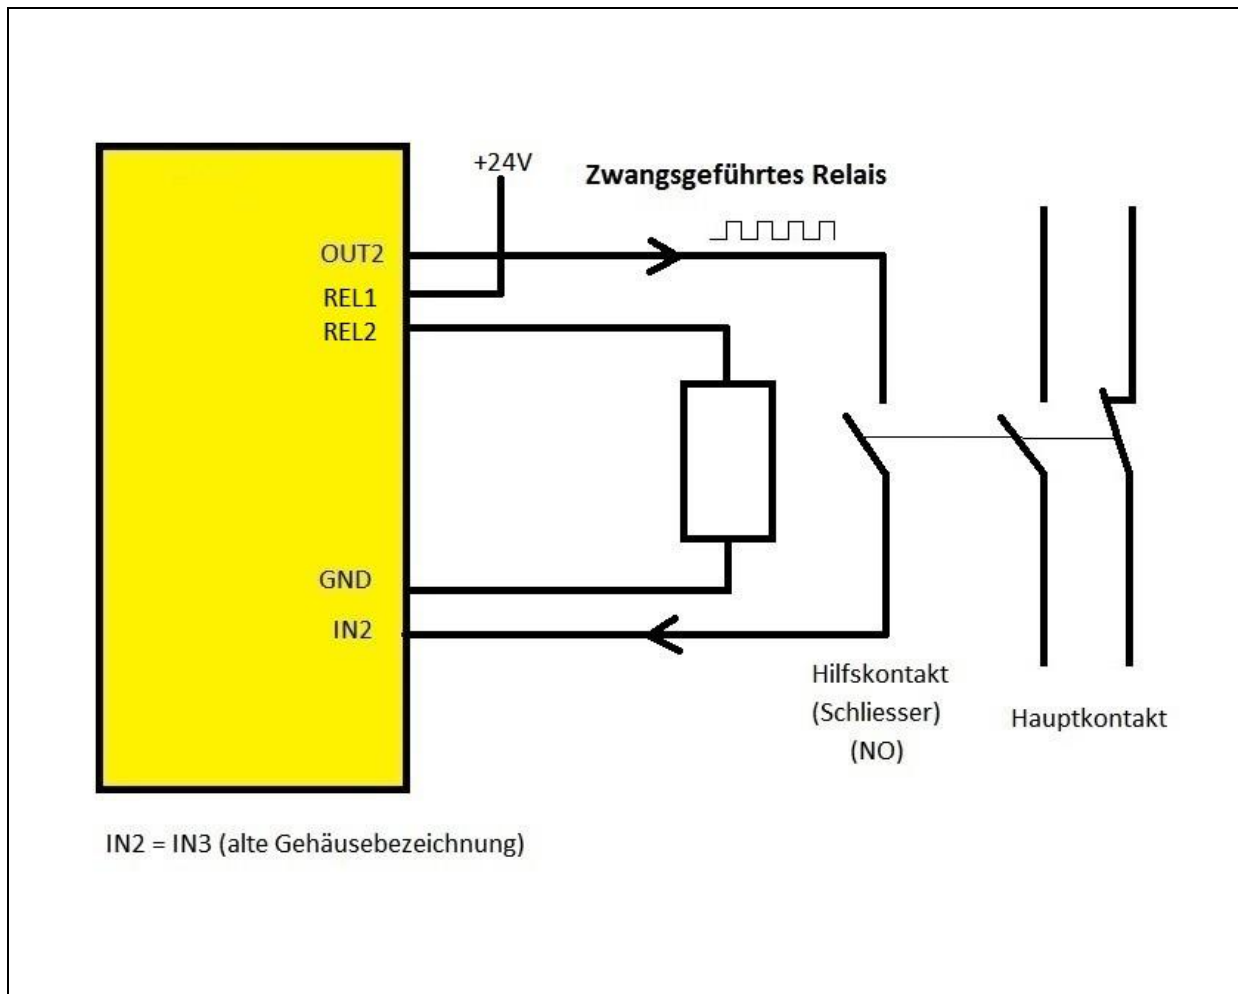 +24V
Zwangsgeführtes Relais
OUT2
REL1
REL2
GND
IN2
Hilfskontakt
(Schliesser)
(NO)
Hauptkontakt
IN2 = IN3 (alte Gehäusebezeichnung)